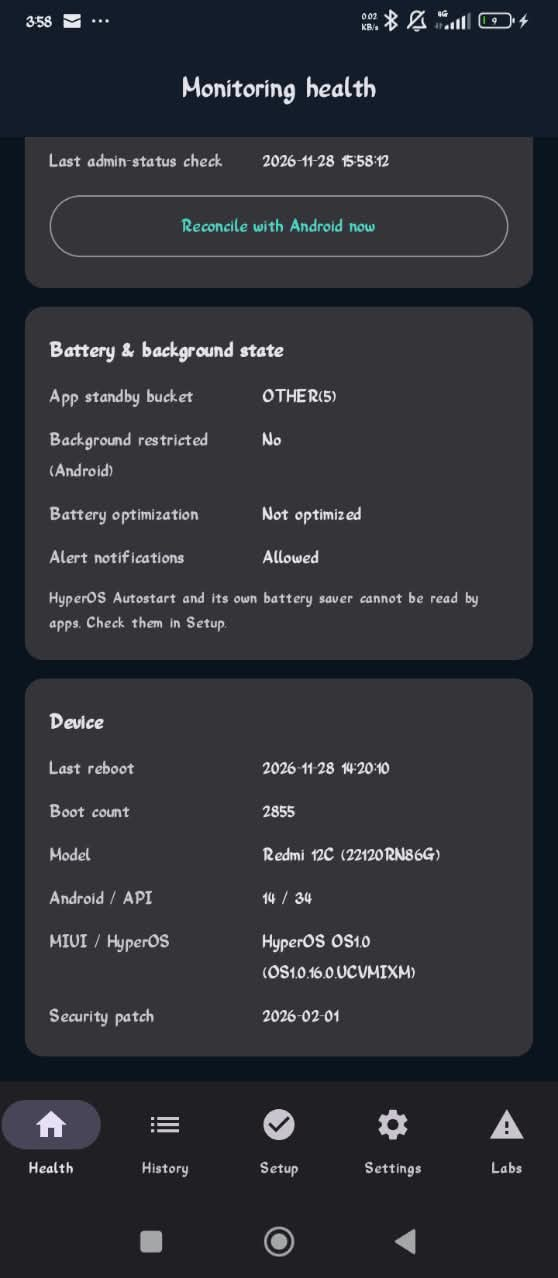 3:58
0.02
KB/s
4G
9
Monitoring health
Last admin-status check 2026-11-28 15:58:12
Reconcile with Android now
Battery & background state
App standby bucket OTHER(5)
Background restricted No
(Android)
Battery optimization Not optimized
Alert notifications Allowed
HyperOS Autostart and its own battery saver cannot be read by
apps. Check them in Setup.
Device
Last reboot 2026-11-28 14:20:10
Boot count 2855
Model Redmi 12C (22120RN86G)
Android / API 14 / 34
MIUI / HyperOS HyperOS OS1.0
(OS1.0.16.0.UCVMIXM)
Security patch 2026-02-01
Health History Setup Settings Labs